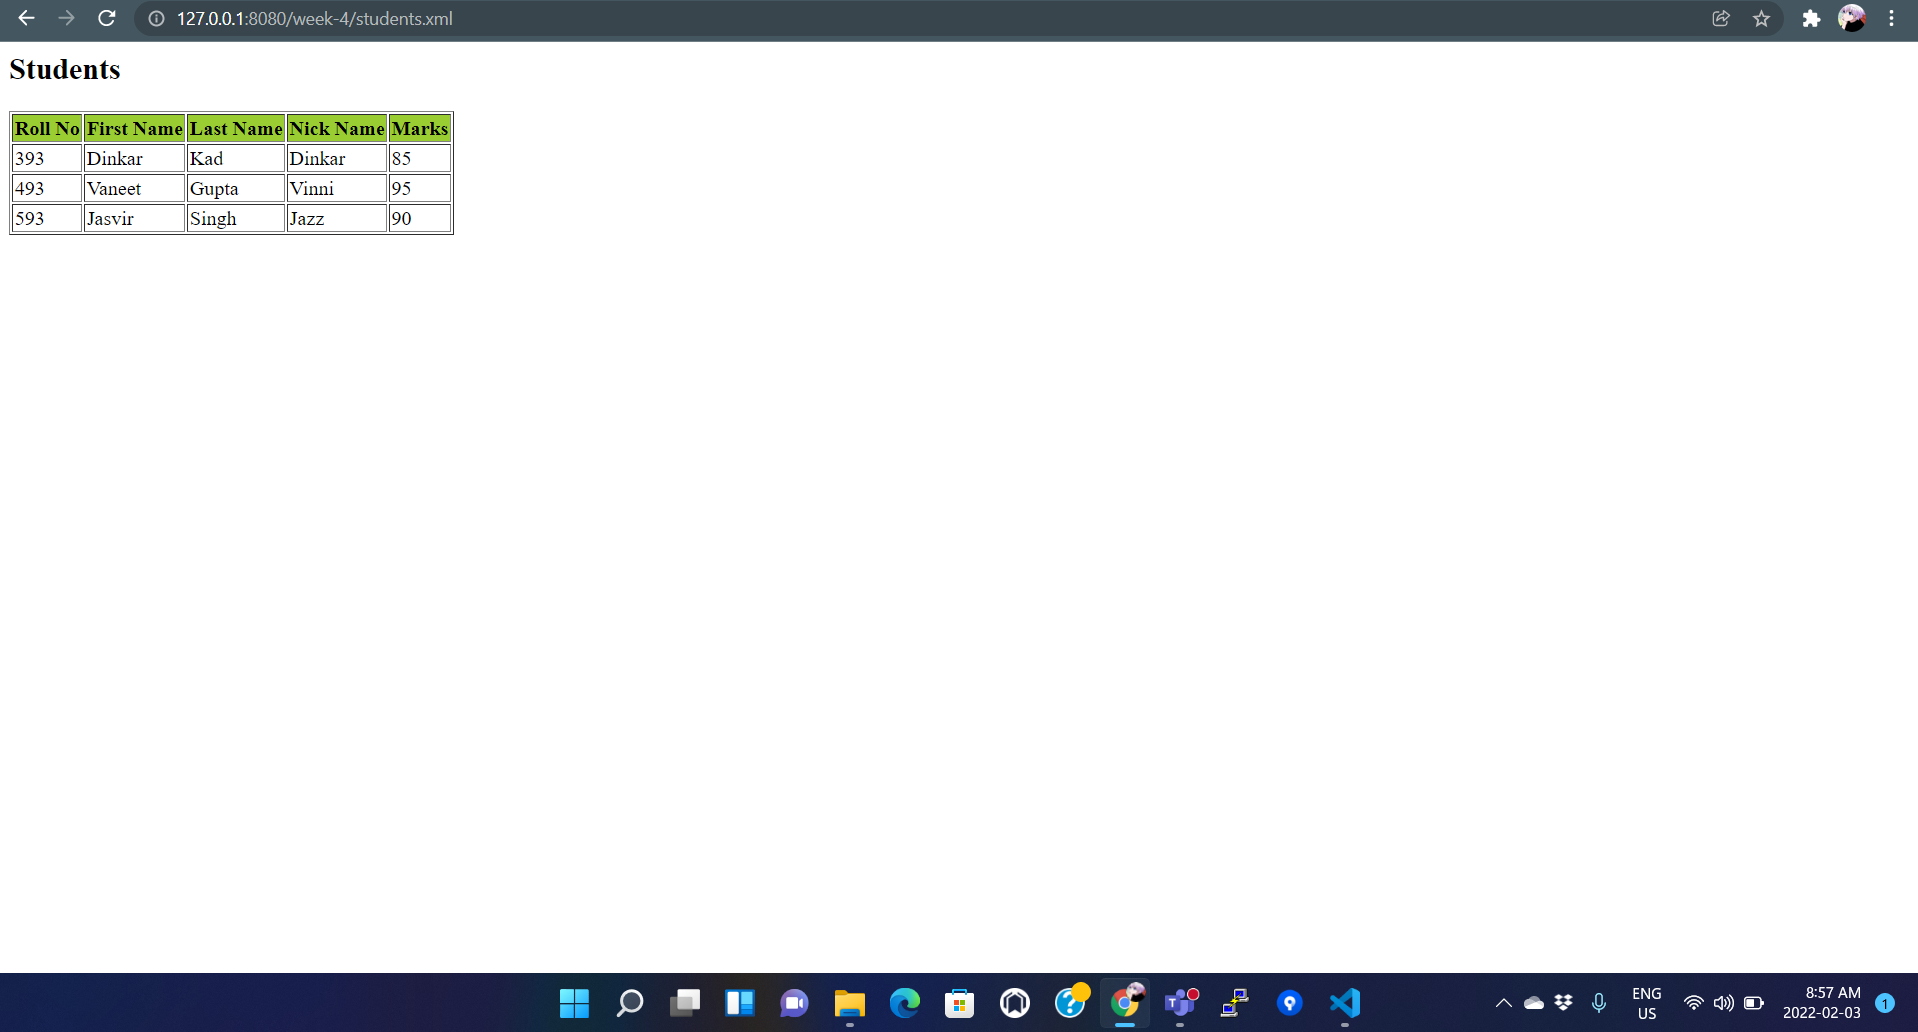 127.0.0.1:8080/week-4/students.xml
Students
Roll No First Name Last Name Nick Name Marks
393 Dinkar Kad Dinkar 85
493 Vaneet Gupta Vinni 95
593 Jasvir Singh Jazz 90
ENG
US
8:57 AM
2022-02-03
1